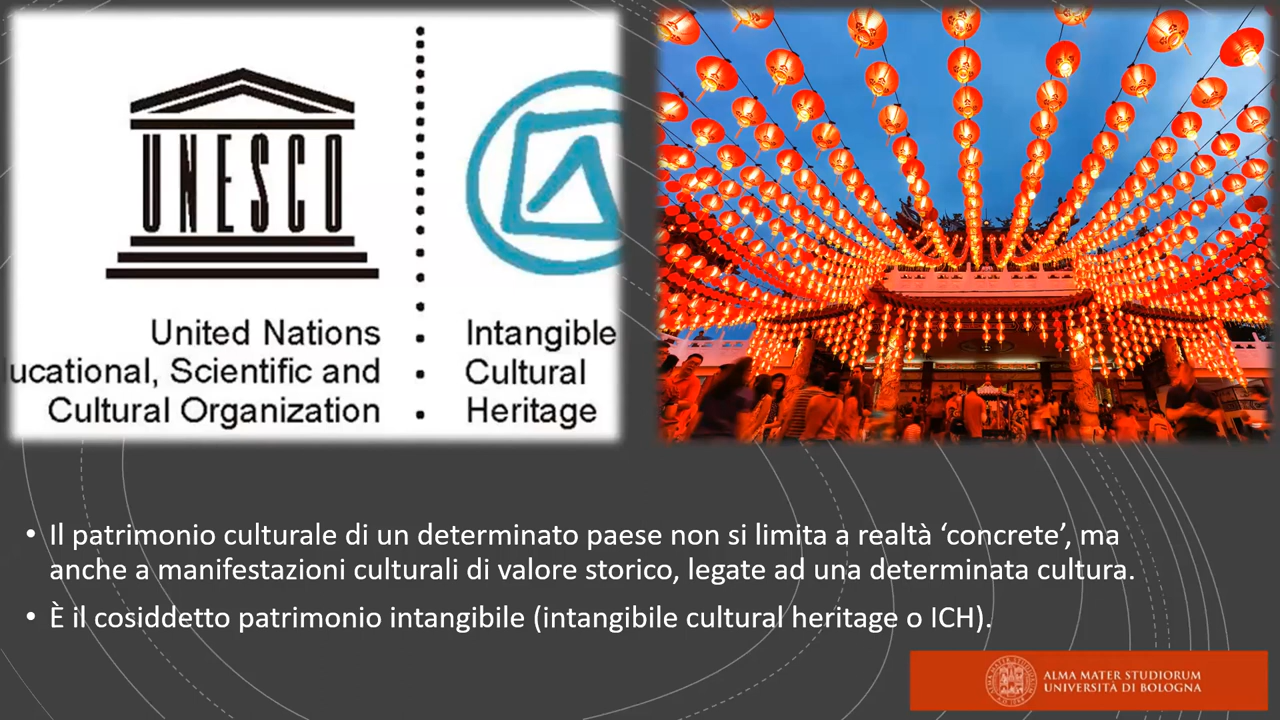 UNESCO
United Nations
ucational, Scientific and
Cultural Organization
Intangible
Cultural
Heritage
• Il patrimonio culturale di un determinato paese non si limita a realtà ‘concrete’, ma
anche a manifestazioni culturali di valore storico, legate ad una determinata cultura.
• È il cosiddetto patrimonio intangibile (intangibile cultural heritage o ICH).
ALMA MATER STUDIORUM
UNIVERSITÀ DI BOLOGNA